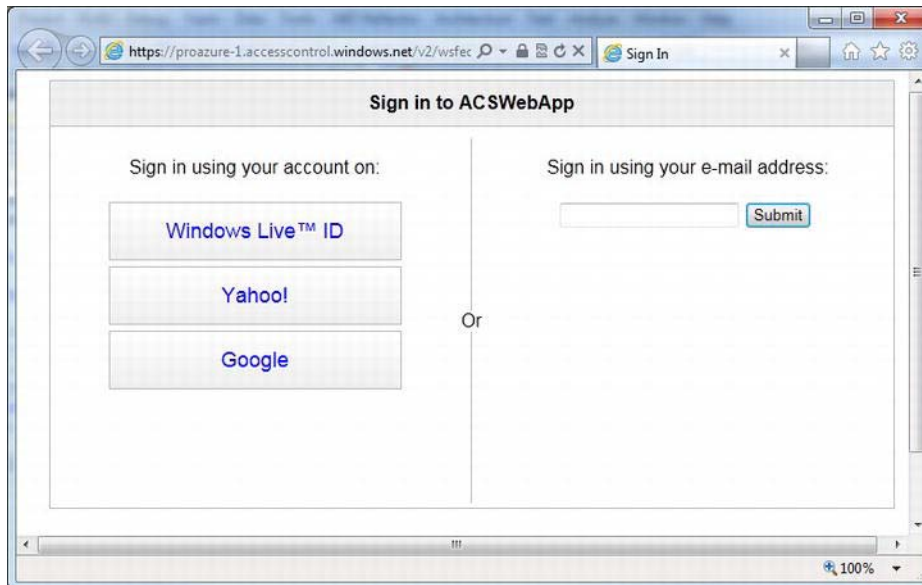 https://proazure-1.accesscontrol.windows.net/v2/wsfec
Sign In
Sign in to ACSWebApp
Sign in using your account on:
Windows Live™ ID
Yahoo!
Google
Or
Sign in using your e-mail address:
Submit
100%